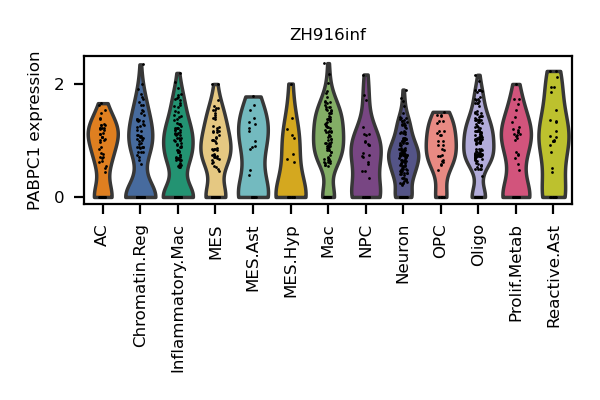 ZH916inf
PABPC1 expression
2
0
AC
Chromatin.Reg
Inflammatory.Mac
MES
MES.Ast
MES.Hyp
Mac
NPC
Neuron
OPC
Oligo
Prolif.Metab
Reactive.Ast